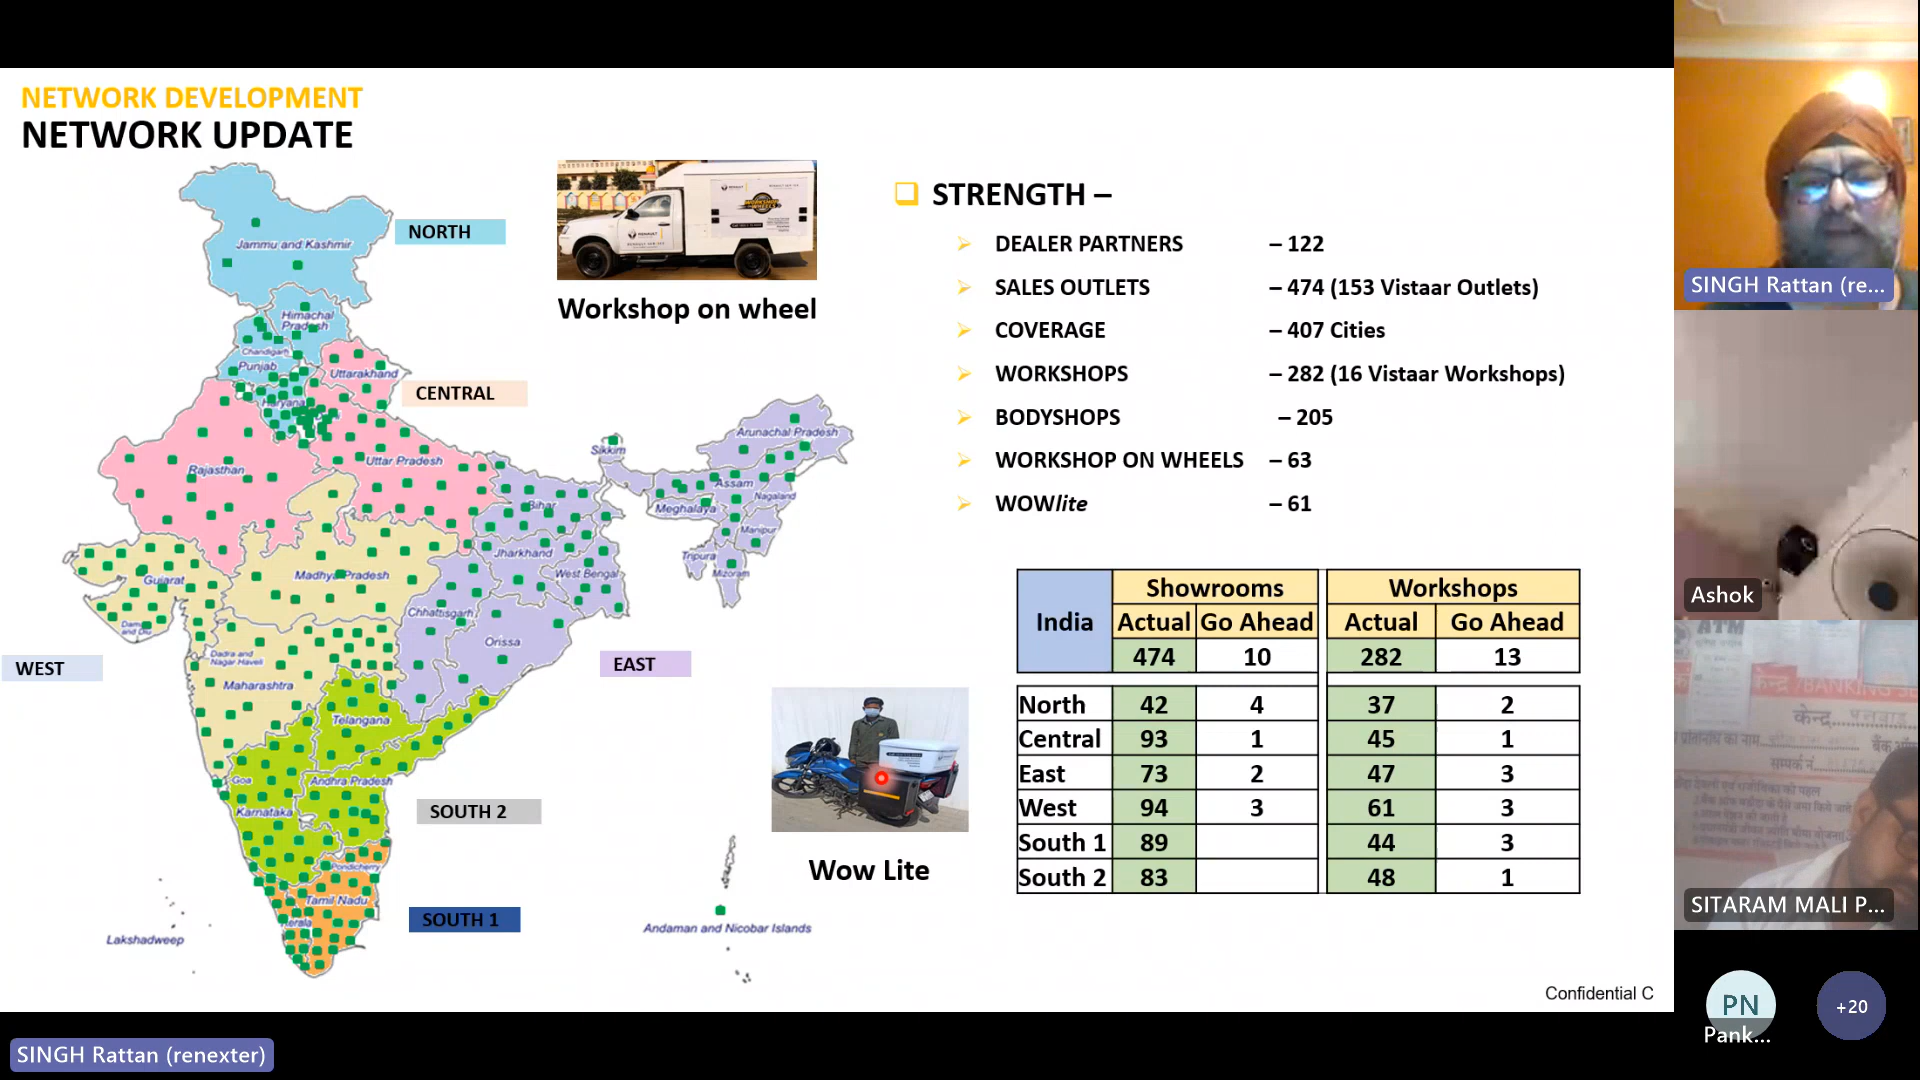 NETWORK DEVELOPMENT
NETWORK UPDATE
NORTH
Jammu and Kashmir
Himachal
Pradesh
Chandigarh
Punjab
Haryana
Uttarakhand
CENTRAL
Rajasthan
Uttar Pradesh
Sikkim
Arunachal Pradesh
Assam
Nagaland
Meghalaya
Manipur
Tripura
Mizoram
Bihar
Jharkhand
West Bengal
Gujarat
Madhya Pradesh
Chhattisgarh
Orissa
Daman
and Diu
Dadra and
Nagar Haveli
Maharashtra
WEST
EAST
Telangana
Goa
Andhra Pradesh
Karnataka
SOUTH 2
Pondicherry
Tamil Nadu
Kerala
SOUTH 1
Lakshadweep
Andaman and Nicobar Islands
WORKSHOP
RENAULT
Workshop on wheel
Wow Lite
STRENGTH –
DEALER PARTNERS – 122
SALES OUTLETS – 474 (153 Vistaar Outlets)
COVERAGE – 407 Cities
WORKSHOPS – 282 (16 Vistaar Workshops)
BODYSHOPS – 205
WORKSHOP ON WHEELS – 63
WOWlite – 61
India Showrooms Workshops
Actual Go Ahead Actual Go Ahead
474 10 282 13
North 42 4 37 2
Central 93 1 45 1
East 73 2 47 3
West 94 3 61 3
South 1 89 44 3
South 2 83 48 1
Confidential C
SINGH Rattan (renexter)
SINGH Rattan (re...
Ashok
ATM
केन्द्र
सम्पर्क नं.
SITARAM MALI P...
PN
Pank...
+20